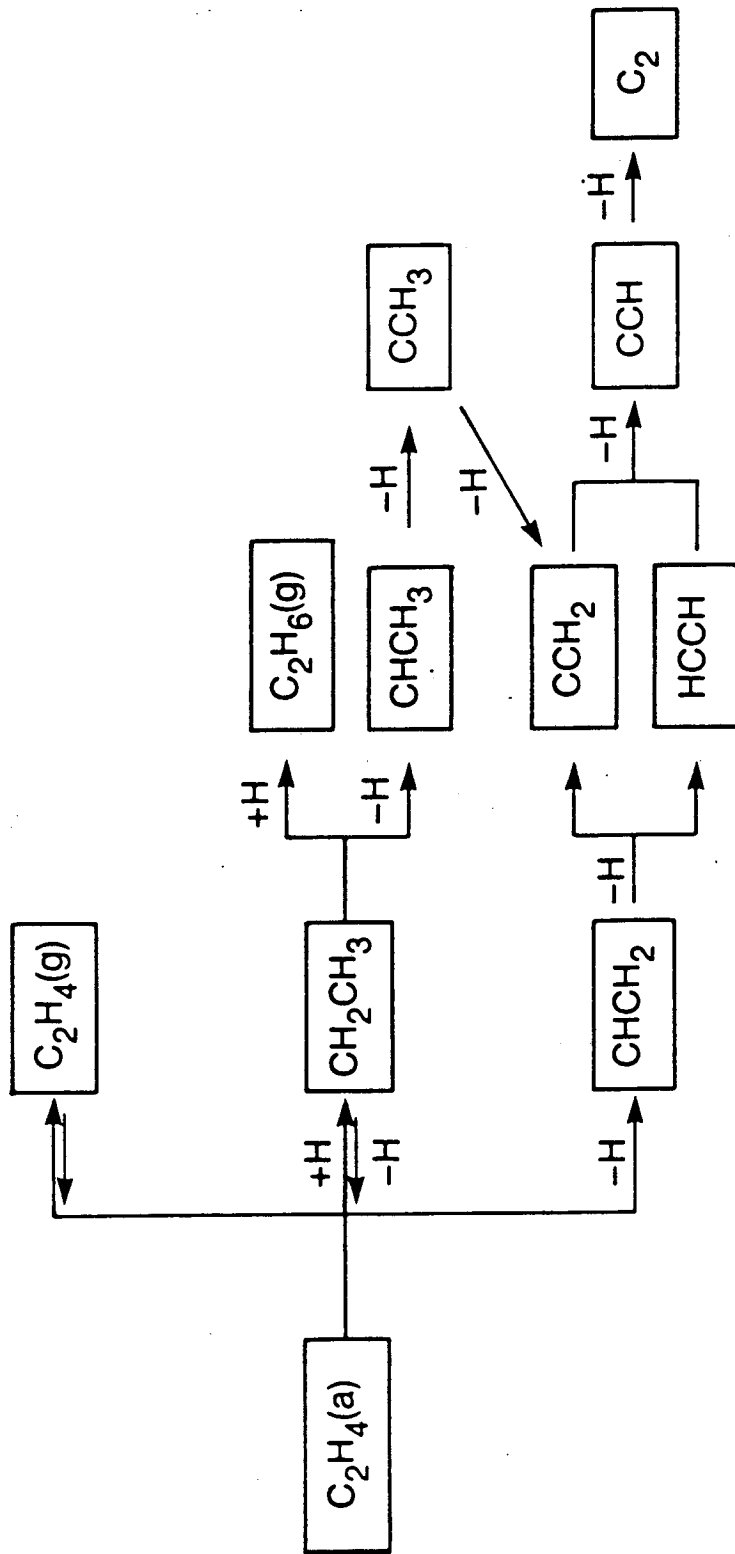 C₂H₄(a)
C₂H₄(g)
+H
-H
CH₂CH₃
-H
CHCH₂
+H
C₂H₆(g)
-H
CHCH₃
-H
CCH₃
-H
-H
CCH₂
HCCH
-H
CCH
-H
C₂